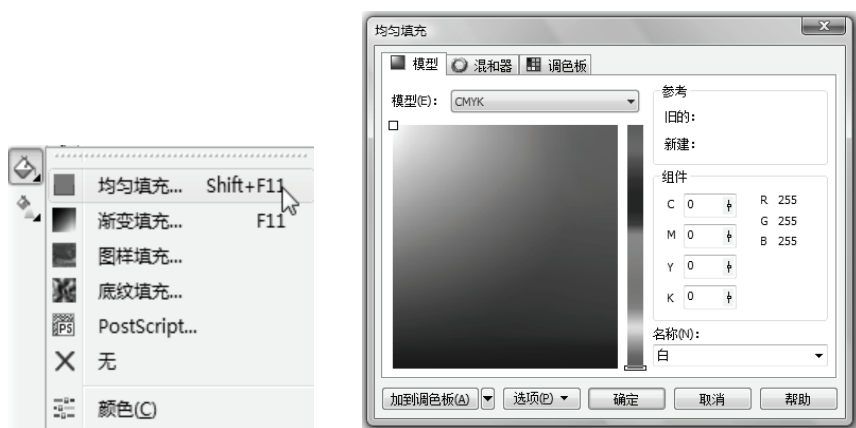 均匀填充... Shift+F11
渐变填充... F11
图样填充...
底纹填充...
PS
PostScript...
无
颜色(C)
均匀填充
模型
混和器
调色板
模型(E):
CMYK
参考
旧的:
新建:
组件
C 0
M 0
Y 0
K 0
R 255
G 255
B 255
名称(N):
白
加到调色板(A)
选项(P)
确定
取消
帮助